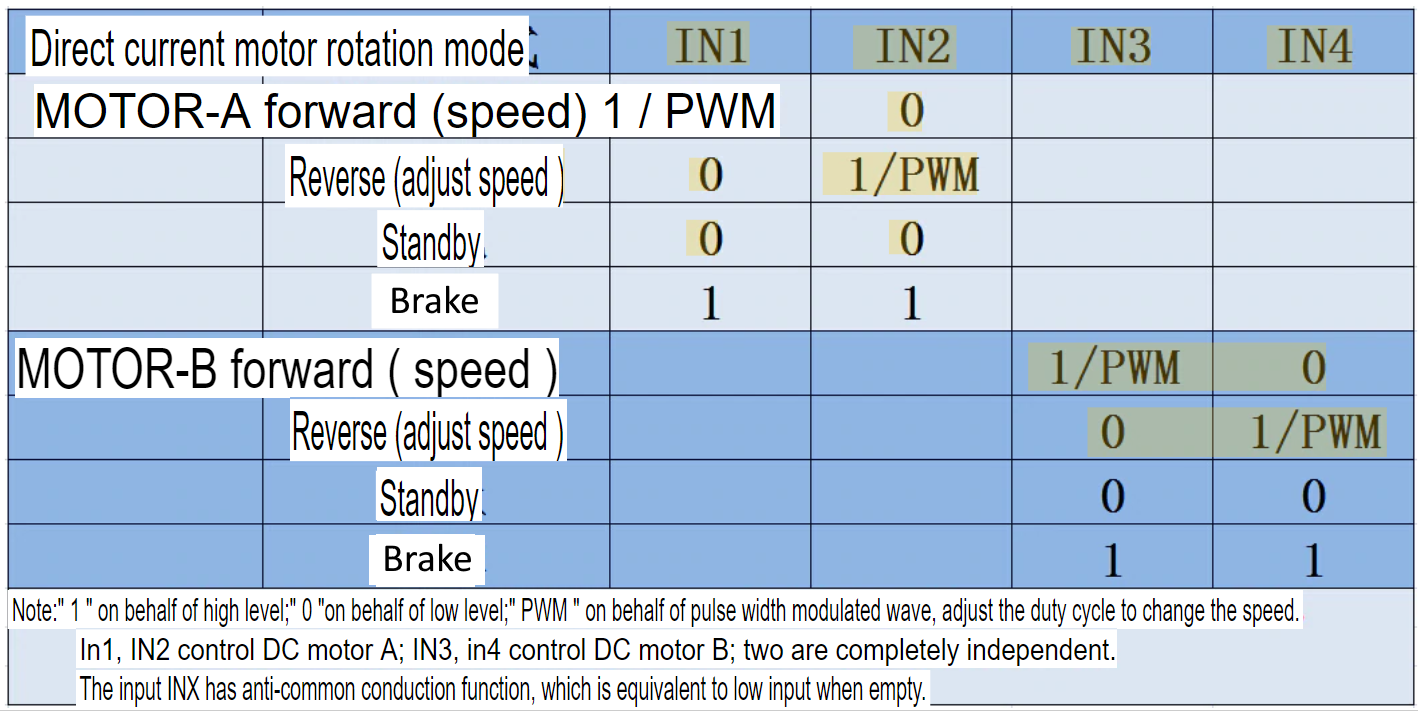 Direct current motor rotation mode IN1 IN2 IN3 IN4
MOTOR-A forward (speed) 1 / PWM 0
Reverse (adjust speed ) 0 1/PWM
Standby 0 0
Brake 1 1
MOTOR-B forward ( speed ) 1/PWM 0
Reverse (adjust speed ) 0 1/PWM
Standby 0 0
Brake 1 1
Note:" 1 " on behalf of high level;" 0 "on behalf of low level;" PWM " on behalf of pulse width modulated wave, adjust the duty cycle to change the speed.
In1, IN2 control DC motor A; IN3, in4 control DC motor B; two are completely independent.
The input INX has anti-common conduction function, which is equivalent to low input when empty.